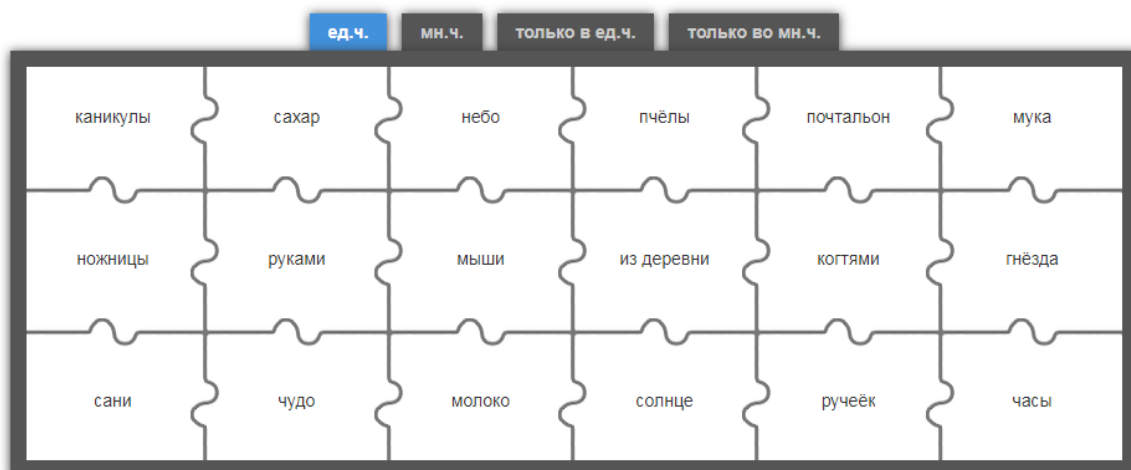 ед.ч. мн.ч. только в ед.ч. только во мн.ч.
каникулы сахар небо пчёлы почтальон мука
ножницы руками мыши из деревни когтями гнёзда
сани чудо молоко солнце ручеёк часы